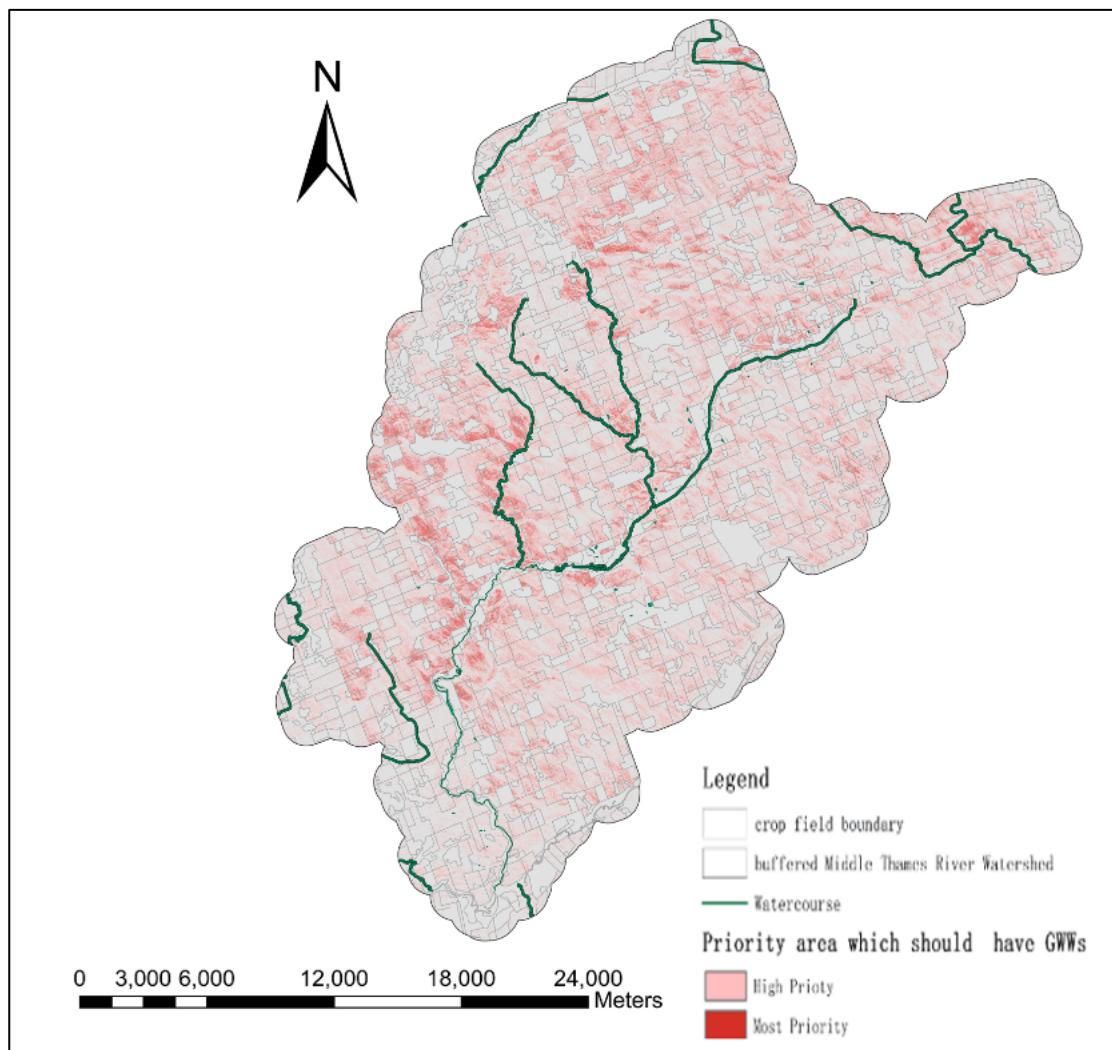 N
Legend
crop field boundary
buffered Middle Thames River Watershed
Watercourse
Priority area which should have GWWs
High Prioty
Most Priority
0 3,000 6,000 12,000 18,000 24,000
Meters